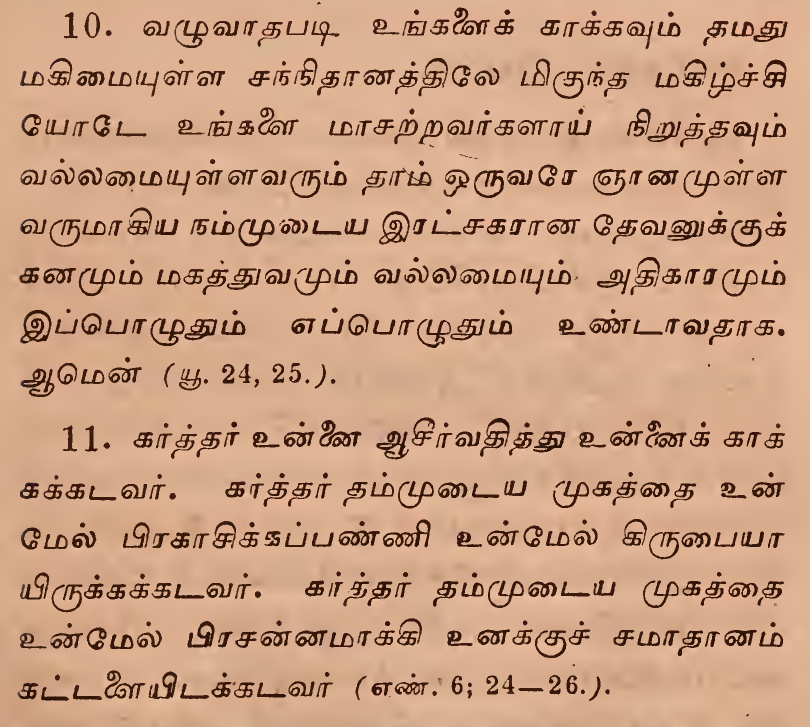 10. வழுவாதபடி உங்களைக் காக்கவும் தமது
மகிமையுள்ள சந்நிதானத்திலே மிகுந்த மகிழ்ச்சி
யோடே உங்களை மாசற்றவர்களாய் நிறுத்தவும்
வல்லமையுள்ளவரும் தாம் ஒருவரே ஞானமுள்ள
வருமாகிய நம்முடைய இரட்சகரான தேவனுக்குக்
கனமும் மகத்துவமும் வல்லமையும் அதிகாரமும்
இப்பொழுதும் எப்பொழுதும் உண்டாவதாக.
ஆமென் (யூ. 24, 25.).
11. கர்த்தர் உன்னை ஆசீர்வதித்து உன்னைக் காக்
கக்கடவர். கர்த்தர் தம்முடைய முகத்தை உன்
மேல் பிரகாசிக்கப்பண்ணி உன்மேல் கிருபையா
யிருக்கக்கடவர். கர்த்தர் தம்முடைய முகத்தை
உன்மேல் பிரசன்னமாக்கி உனக்குச் சமாதானம்
கட்டளையிடக்கடவர் (எண். 6; 24—26.).